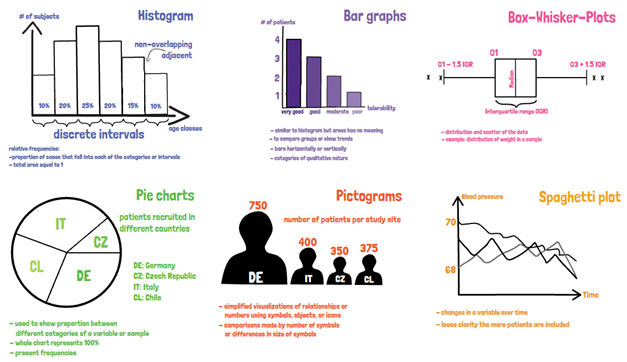 Histogram
# of subjects
non-overlapping
adjacent
10% 20% 25% 20% 15% 10%
discrete intervals
age classes
relative frequencies:
-proportion of cases that fall into each of the categories or intervals
- total area equal to 1
Bar graphs
# of patients
4
3
2
1
very good good moderate poor
tolerability
- similar to histogram but areas has no meaning
- to compare groups or show trends
- bars horizontally or vertically
- categories of qualitative nature
Box-Whisker-Plots
Q1 Q3
Q1 - 1.5 IQR Q3 + 1.5 IQR
x x x x
Median
Interquartile range (IQR)
- distribution and scatter of the data
- example: distribution of weight in a sample
Pie charts
patients recruited in
different countries
IT
CZ
CL
DE
DE: Germany
CZ: Czech Republic
IT: Italy
CL: Chile
- used to show proportion between
different categories of a variable or sample
- whole chart represents 100%
- present frequencies
Pictograms
750
number of patients per study site
400 350 375
DE IT CZ CL
- simplified visualizations of relationships or
numbers using symbols, objects, or icons
- comparisons made by number of symbols
or differences in size of symbols
Spaghetti plot
Blood pressure
70
68
Time
- changes in a variable over time
- loose clarity the more patients are included